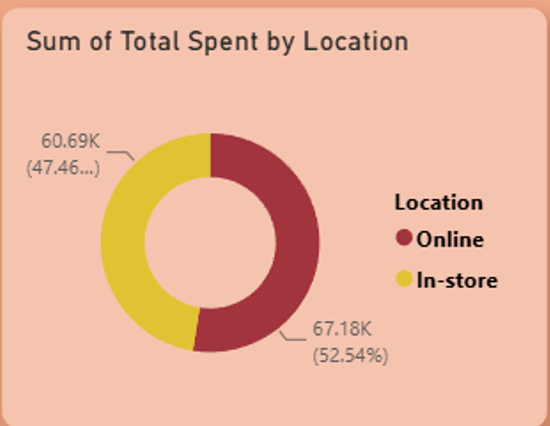 Sum of Total Spent by Location
60.69K
(47.46...)
Location
Online
In-store
67.18K
(52.54%)